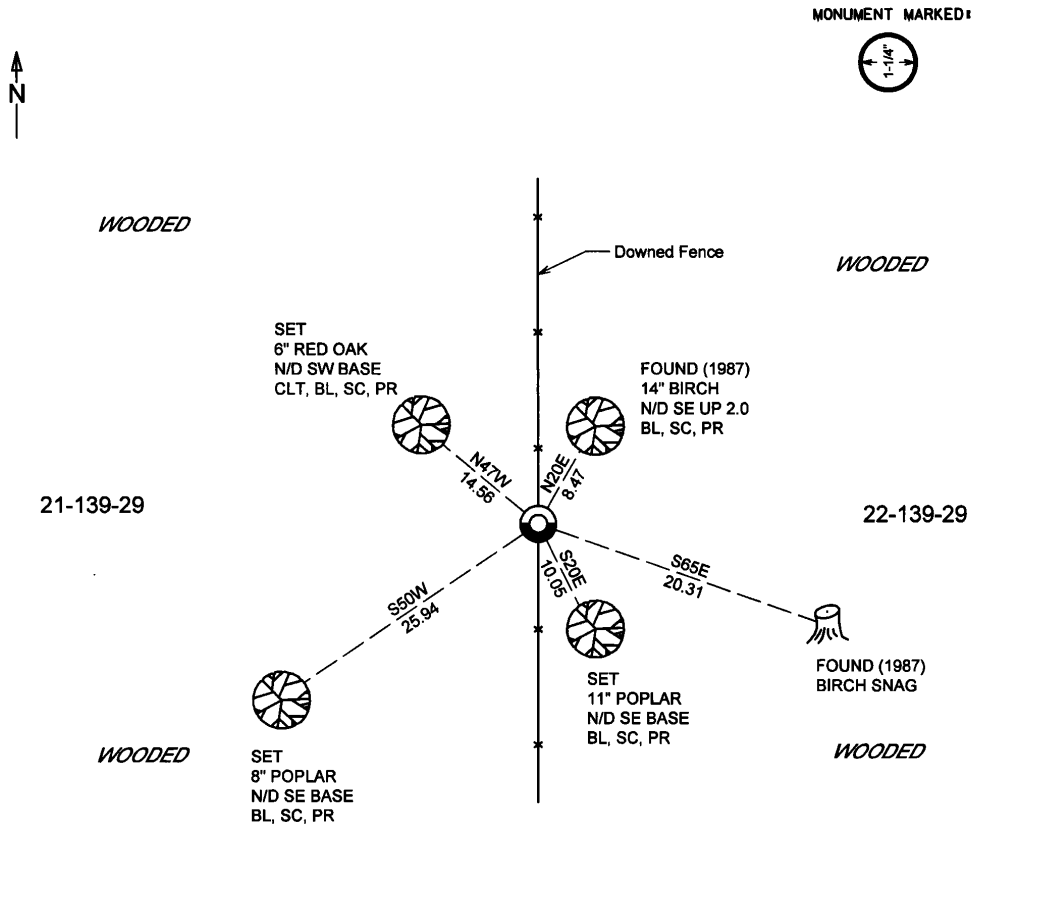 MONUMENT MARKED:
1-1/4"
N
WOODED
Downed Fence
WOODED
SET
6" RED OAK
N/D SW BASE
CLT, BL, SC, PR
FOUND (1987)
14" BIRCH
N/D SE UP 2.0
BL, SC, PR
N47W
14.56
N20E
8.47
21-139-29
22-139-29
S50W
25.94
S20E
10.05
S65E
20.31
FOUND (1987)
BIRCH SNAG
SET
11" POPLAR
N/D SE BASE
BL, SC, PR
WOODED
SET
8" POPLAR
N/D SE BASE
BL, SC, PR
WOODED